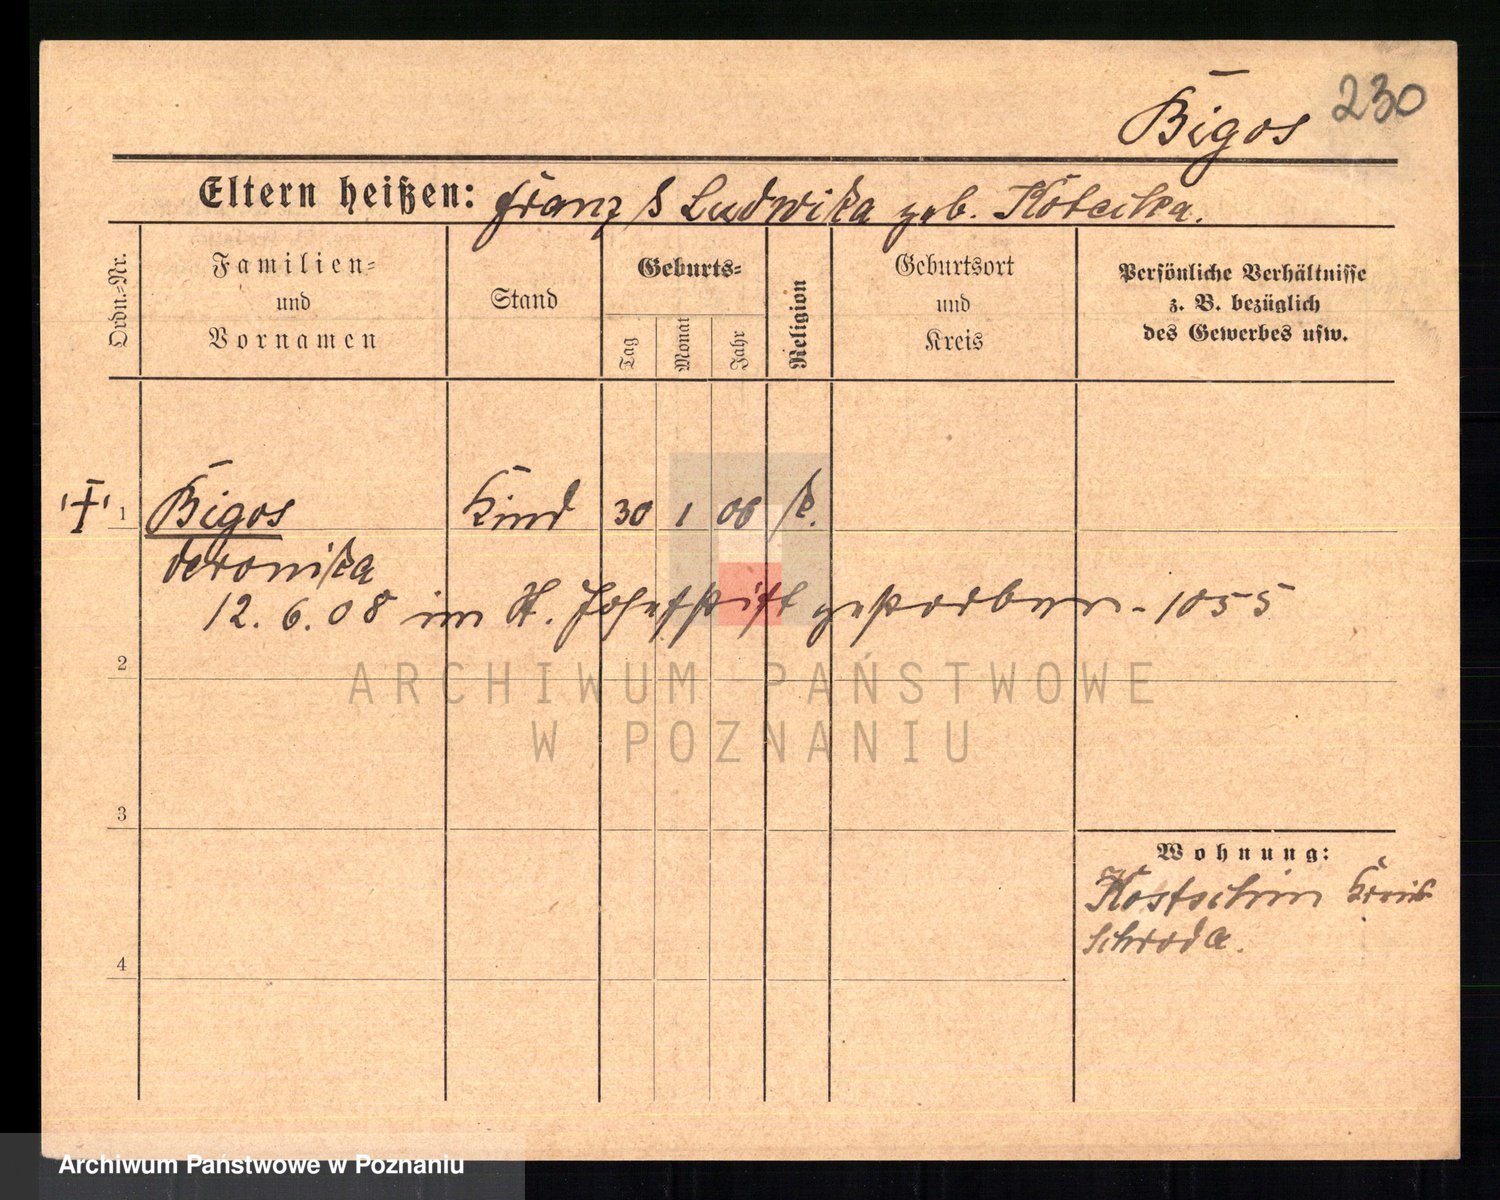 Bigos 230
Eltern heißen: Franz & Ludwika geb. Kótecka.
Ordn.-Nr.
Familien-
und
Vornamen
Stand
Geburts-
Tag
Monat
Jahr
Religion
Geburtsort
und
Kreis
Persönliche Verhältnisse
z. B. bezüglich
des Gewerbes usw.
1 Bigos Kind 30 1 06 k.
Veronika
12. 6. 08 im St. Josefstift gestorben - 1055
2
ARCHIWUM PAŃSTWOWE
W POZNANIU
3
Wohnung:
Kostschin Kreis
Schroda.
4
Archiwum Państwowe w Poznaniu